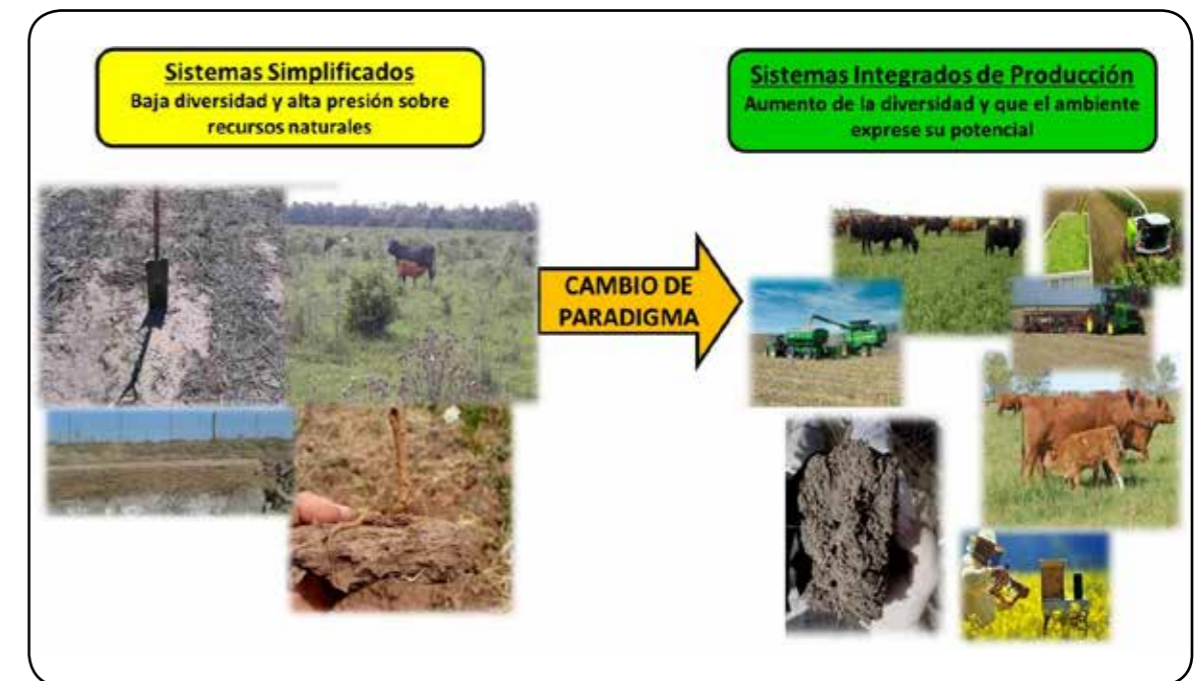 Sistemas Simplificados
Baja diversidad y alta presión sobre
recursos naturales
Sistemas Integrados de Producción
Aumento de la diversidad y que el ambiente
exprese su potencial
CAMBIO DE
PARADIGMA